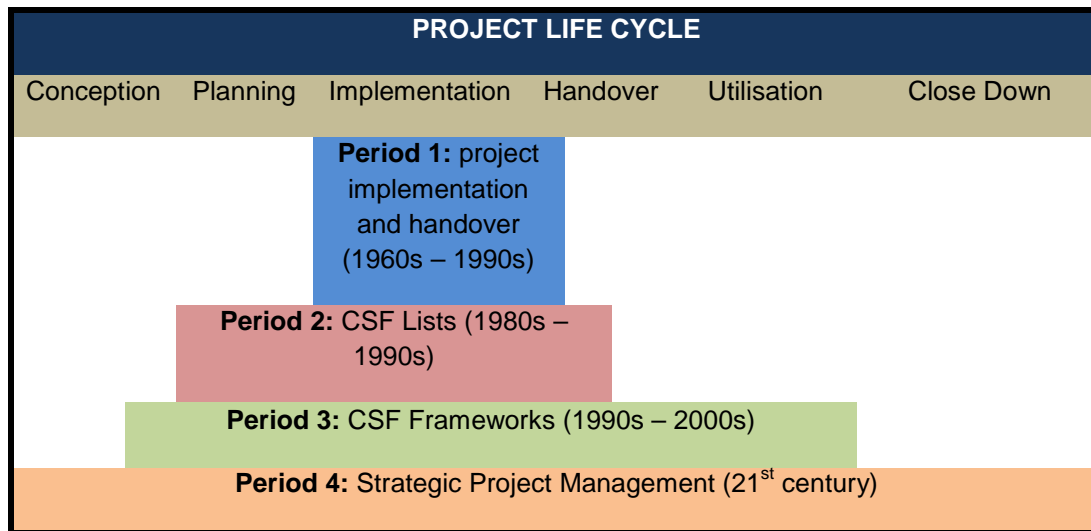 PROJECT LIFE CYCLE
Conception Planning Implementation Handover Utilisation Close Down
Period 1: project
implementation
and handover
(1960s – 1990s)
Period 2: CSF Lists (1980s –
1990s)
Period 3: CSF Frameworks (1990s – 2000s)
Period 4: Strategic Project Management (21st century)